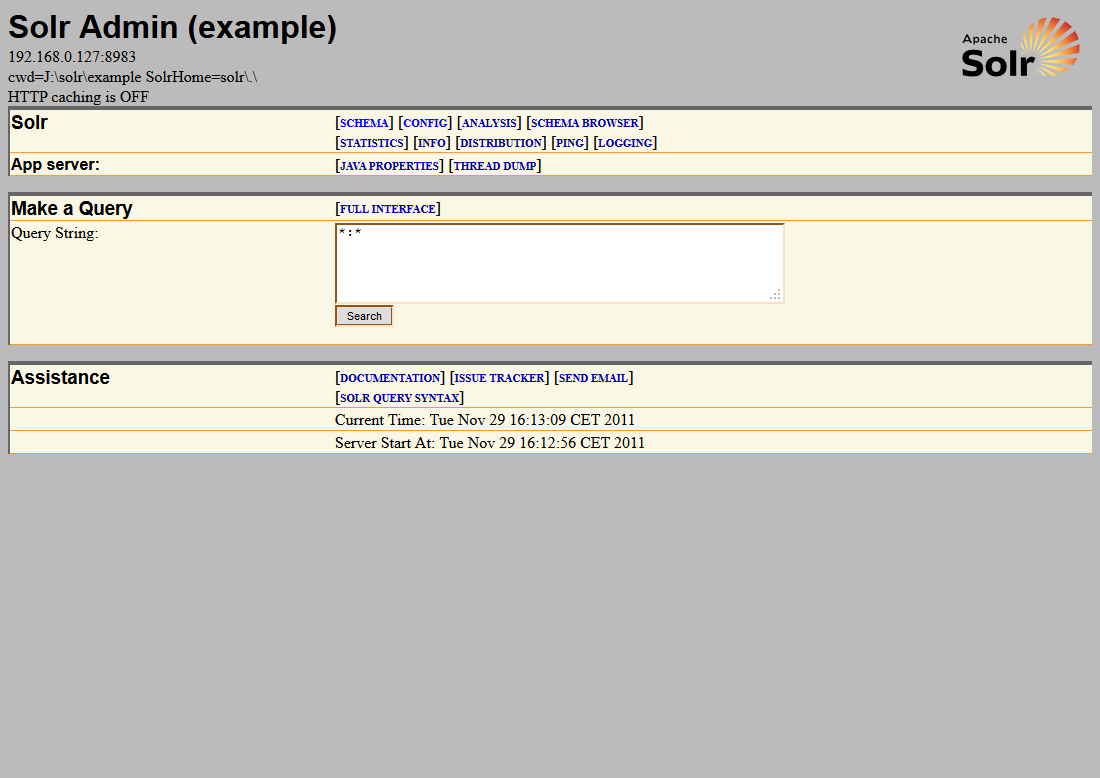 Solr Admin (example)
192.168.0.127:8983
cwd=J:\solr\example SolrHome=solr\.\
HTTP caching is OFF
Apache
Solr
Solr
[SCHEMA] [CONFIG] [ANALYSIS] [SCHEMA BROWSER]
[STATISTICS] [INFO] [DISTRIBUTION] [PING] [LOGGING]
App server:
[JAVA PROPERTIES] [THREAD DUMP]
Make a Query
[FULL INTERFACE]
Query String:
*:*
Search
Assistance
[DOCUMENTATION] [ISSUE TRACKER] [SEND EMAIL]
[SOLR QUERY SYNTAX]
Current Time: Tue Nov 29 16:13:09 CET 2011
Server Start At: Tue Nov 29 16:12:56 CET 2011